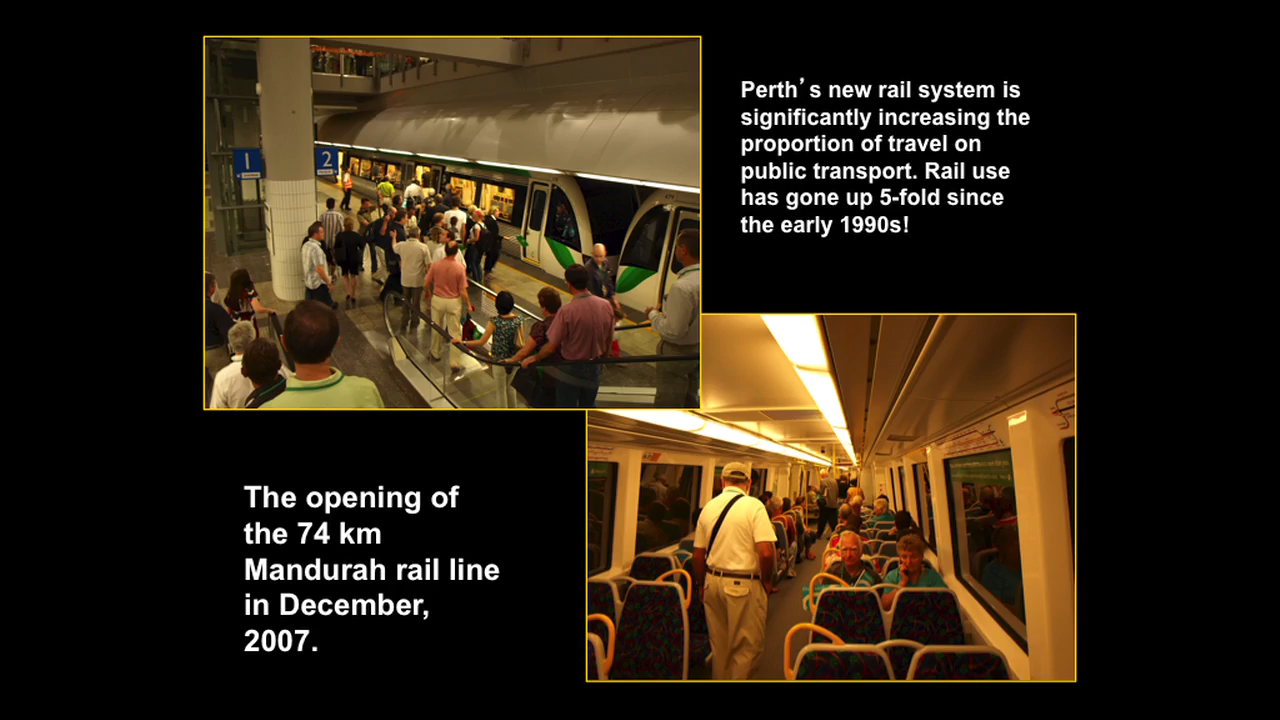 1
2
Perth’s new rail system is
significantly increasing the
proportion of travel on
public transport. Rail use
has gone up 5-fold since
the early 1990s!
The opening of
the 74 km
Mandurah rail line
in December,
2007.